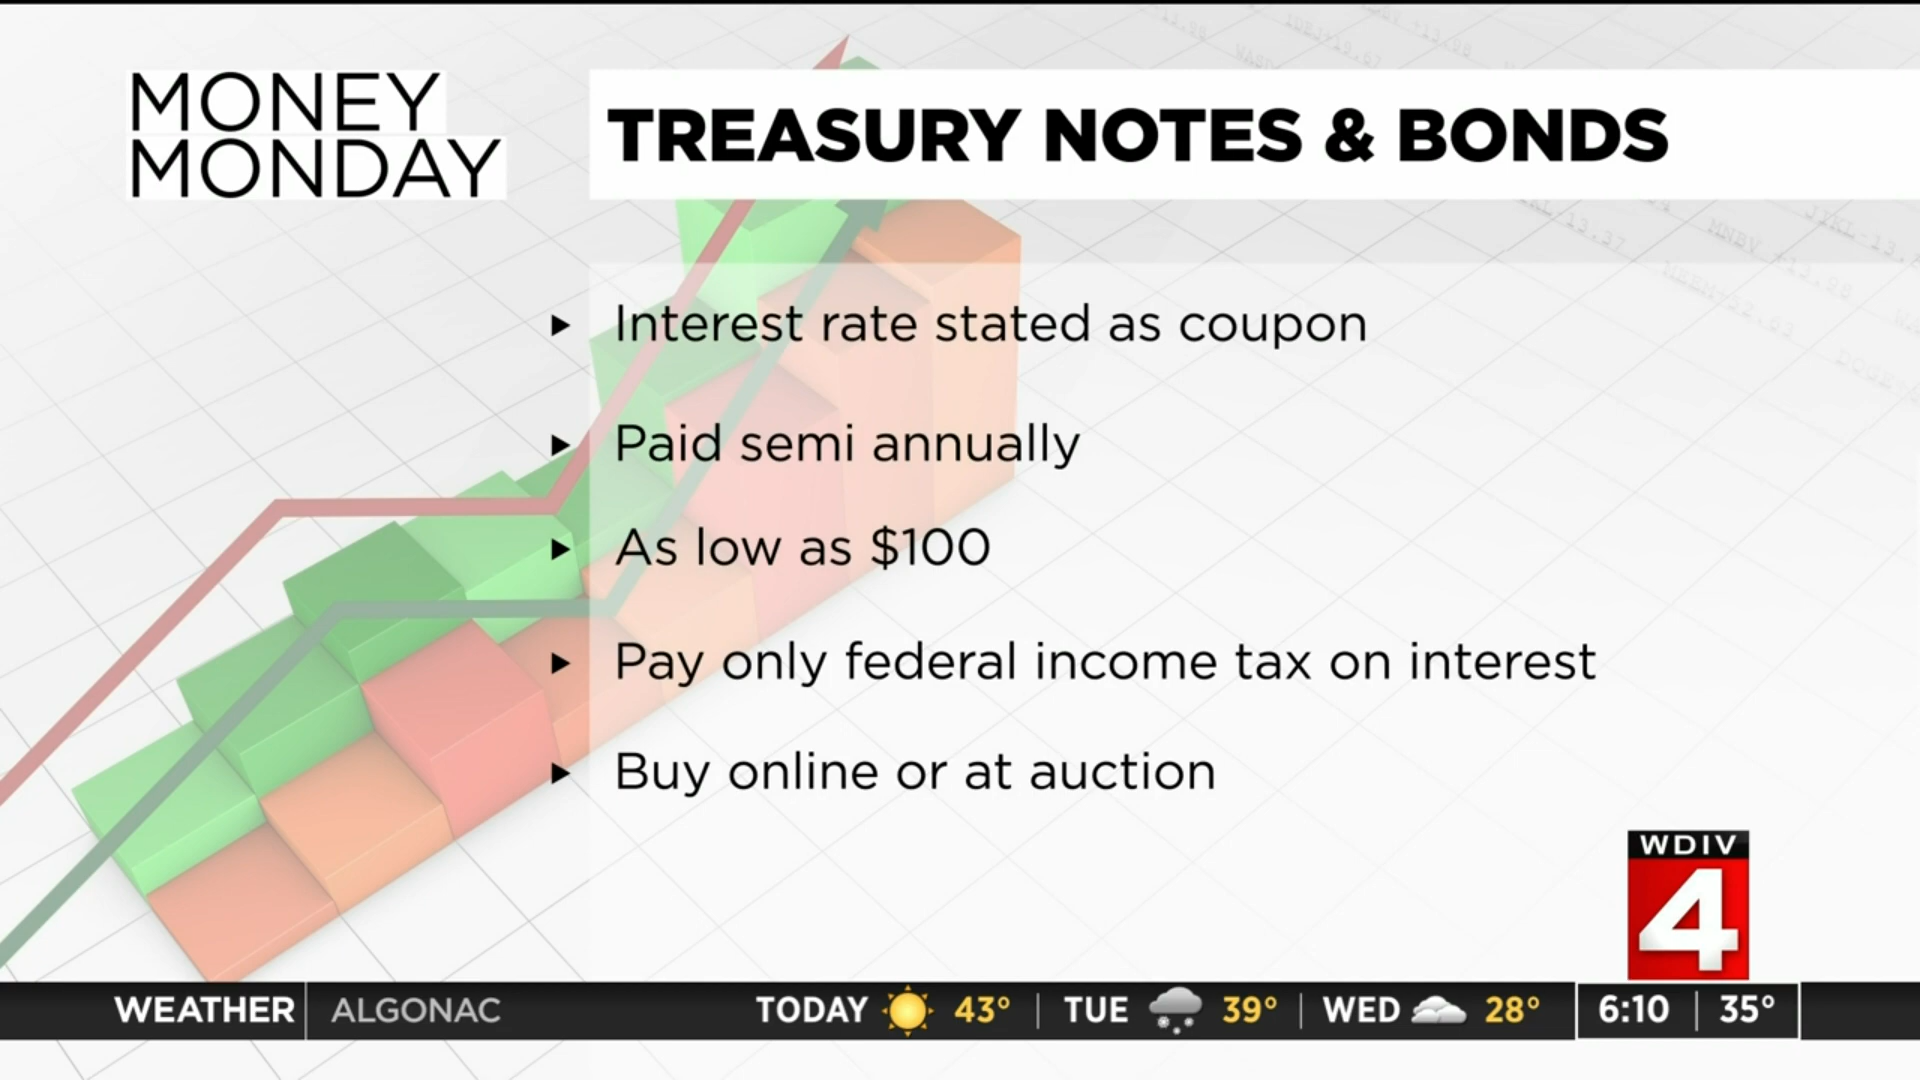 MONEY
MONDAY
TREASURY NOTES & BONDS
Interest rate stated as coupon
Paid semi annually
As low as $100
Pay only federal income tax on interest
Buy online or at auction
WDIV
4
WEATHER ALGONAC TODAY 43° TUE 39° WED 28° 6:10 35°